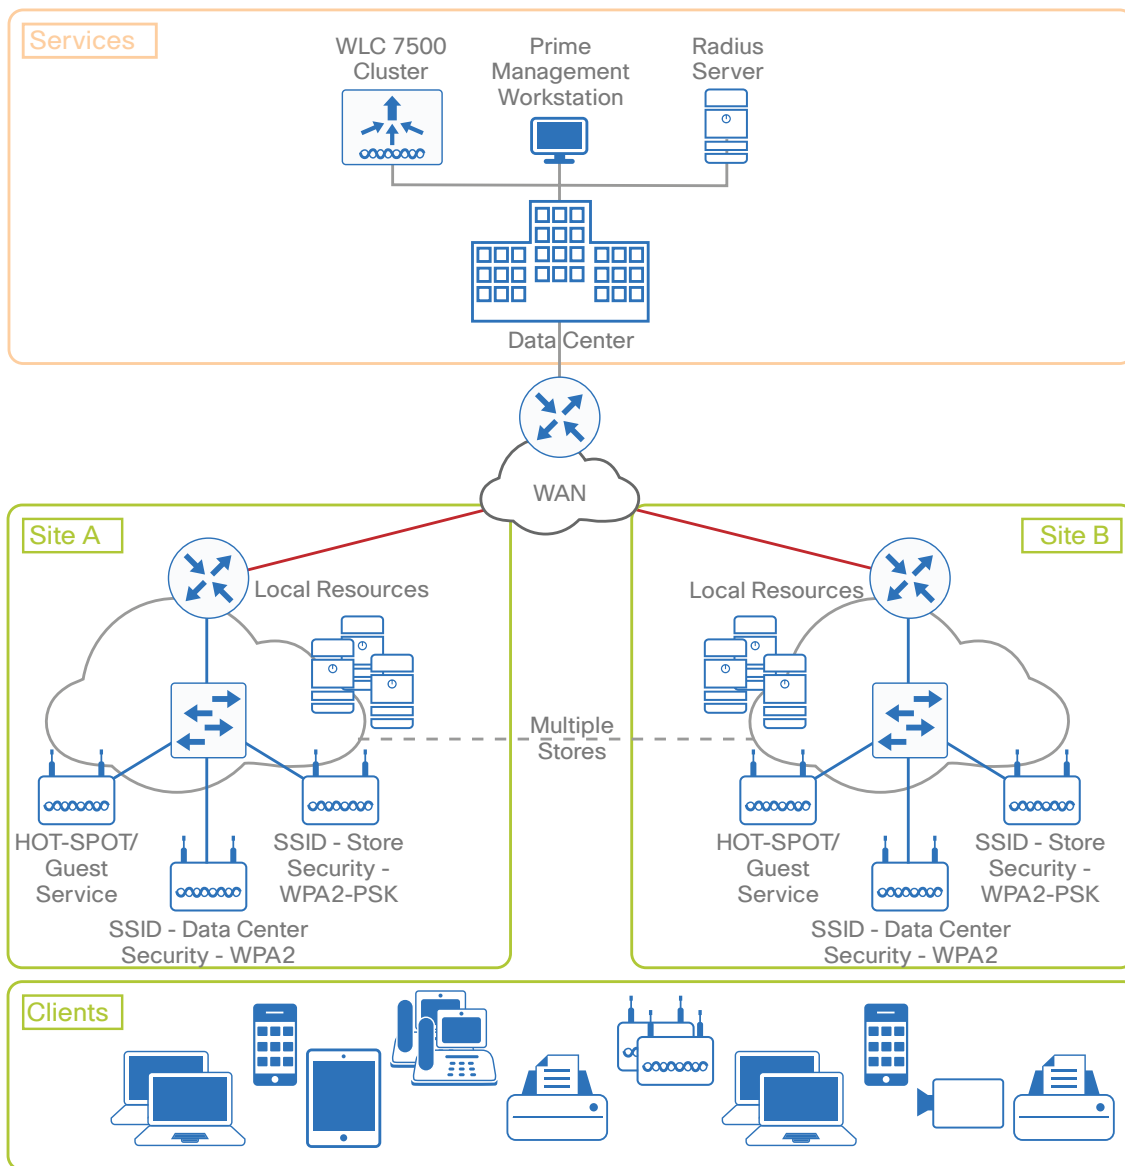 Services
WLC 7500
Cluster
Prime
Management
Workstation
Radius
Server
Data Center
WAN
Site A
Site B
Local Resources
Local Resources
Multiple
Stores
HOT-SPOT/
Guest
Service
SSID - Store
Security -
WPA2-PSK
SSID - Data Center
Security - WPA2
HOT-SPOT/
Guest
Service
SSID - Store
Security -
WPA2-PSK
SSID - Data Center
Security - WPA2
Clients